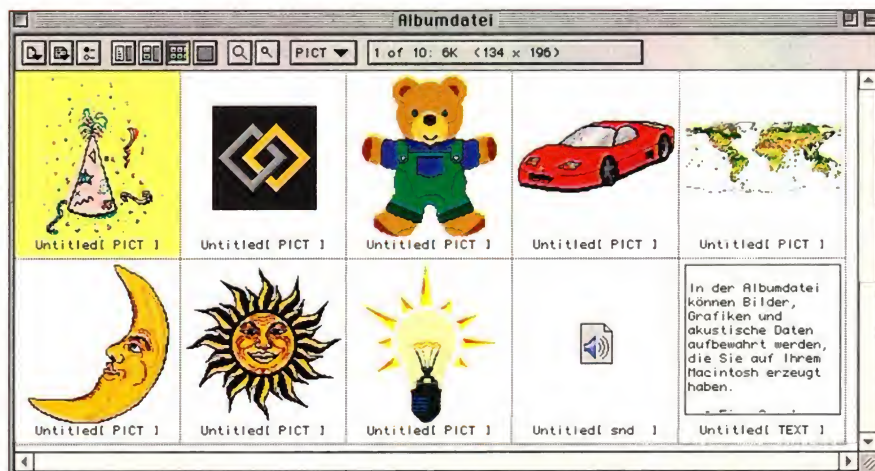 Albumdatei
PICT 1 of 10: 6K (134 x 196)
Untitled[ PICT ] Untitled[ PICT ] Untitled[ PICT ] Untitled[ PICT ] Untitled[ PICT ]
In der Albumdatei
können Bilder,
Grafiken und
akustische Daten
aufbewahrt werden,
die Sie auf Ihrem
Macintosh erzeugt
haben.
Untitled[ PICT ] Untitled[ PICT ] Untitled[ PICT ] Untitled[ snd ] Untitled[ TEXT ]